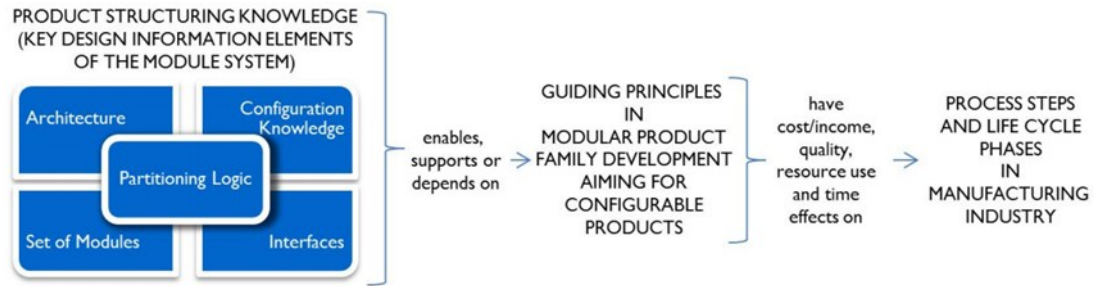 PRODUCT STRUCTURING KNOWLEDGE
(KEY DESIGN INFORMATION ELEMENTS
OF THE MODULE SYSTEM)
Architecture
Configuration
Knowledge
Partitioning Logic
Set of Modules
Interfaces
enables,
supports or
depends on
GUIDING PRINCIPLES
IN
MODULAR PRODUCT
FAMILY DEVELOPMENT
AIMING FOR
CONFIGURABLE
PRODUCTS
have
cost/income,
quality,
resource use
and time
effects on
PROCESS STEPS
AND LIFE CYCLE
PHASES
IN
MANUFACTURING
INDUSTRY